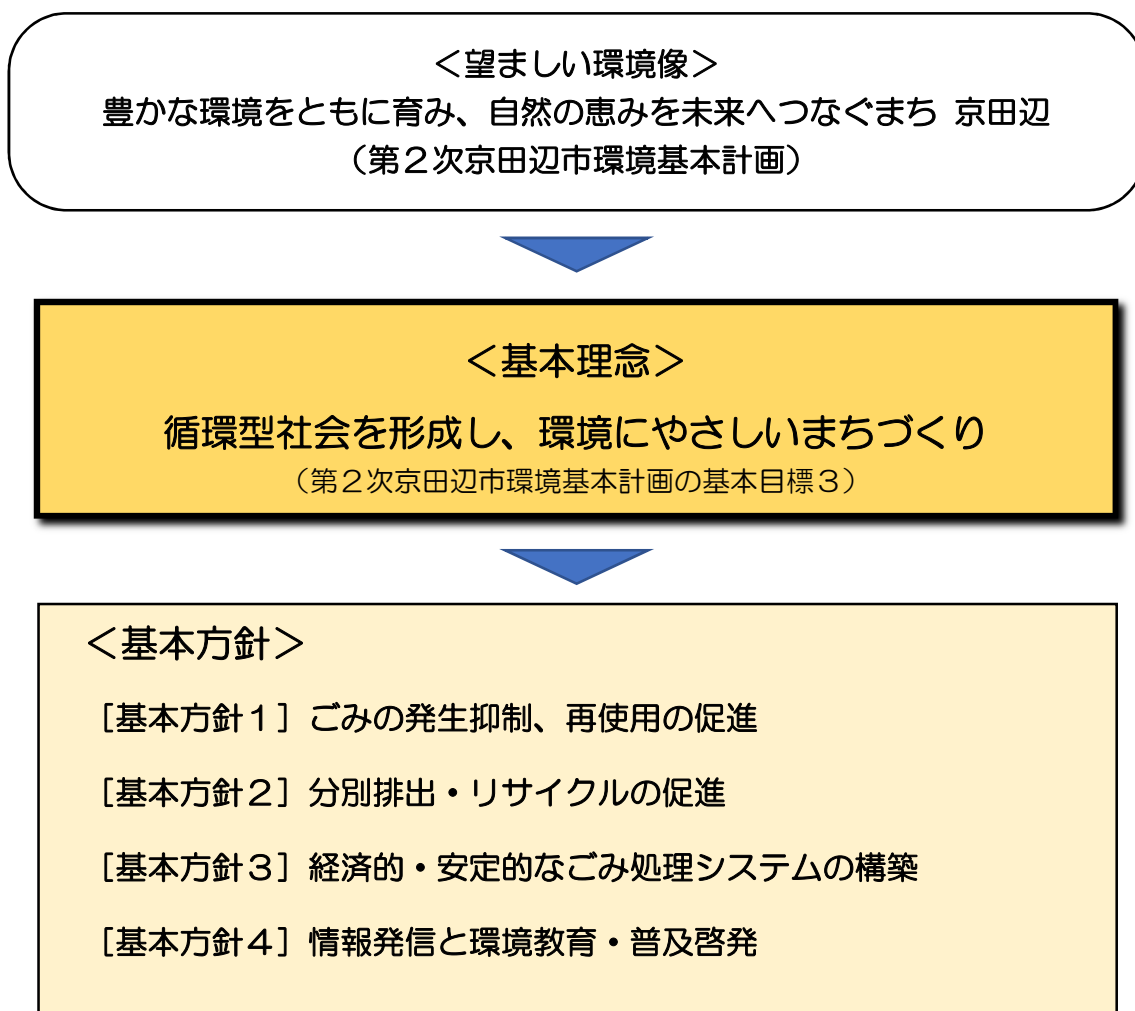 ＜望ましい環境像＞
豊かな環境をともに育み、自然の恵みを未来へつなぐまち 京田辺
（第２次京田辺市環境基本計画）
＜基本理念＞
循環型社会を形成し、環境にやさしいまちづくり
（第２次京田辺市環境基本計画の基本目標３）
＜基本方針＞
［基本方針１］ごみの発生抑制、再使用の促進
［基本方針２］分別排出・リサイクルの促進
［基本方針３］経済的・安定的なごみ処理システムの構築
［基本方針４］情報発信と環境教育・普及啓発